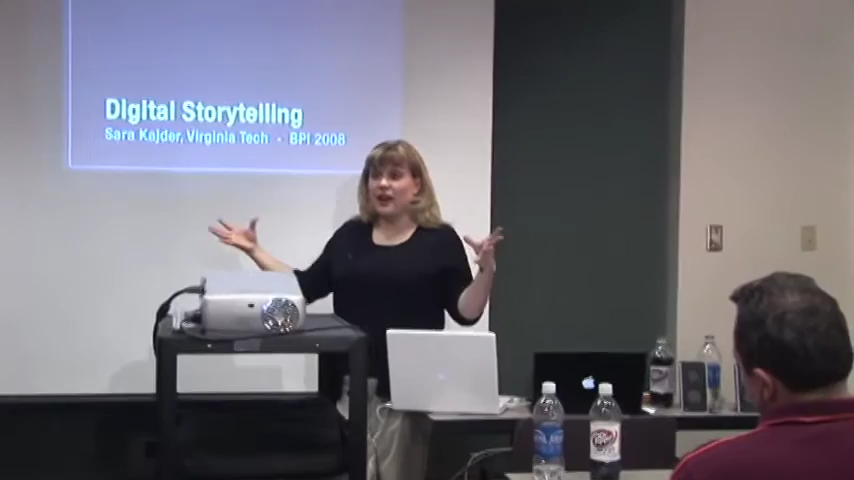 Digital Storytelling
Sara Kajder, Virginia Tech - BPI 2008